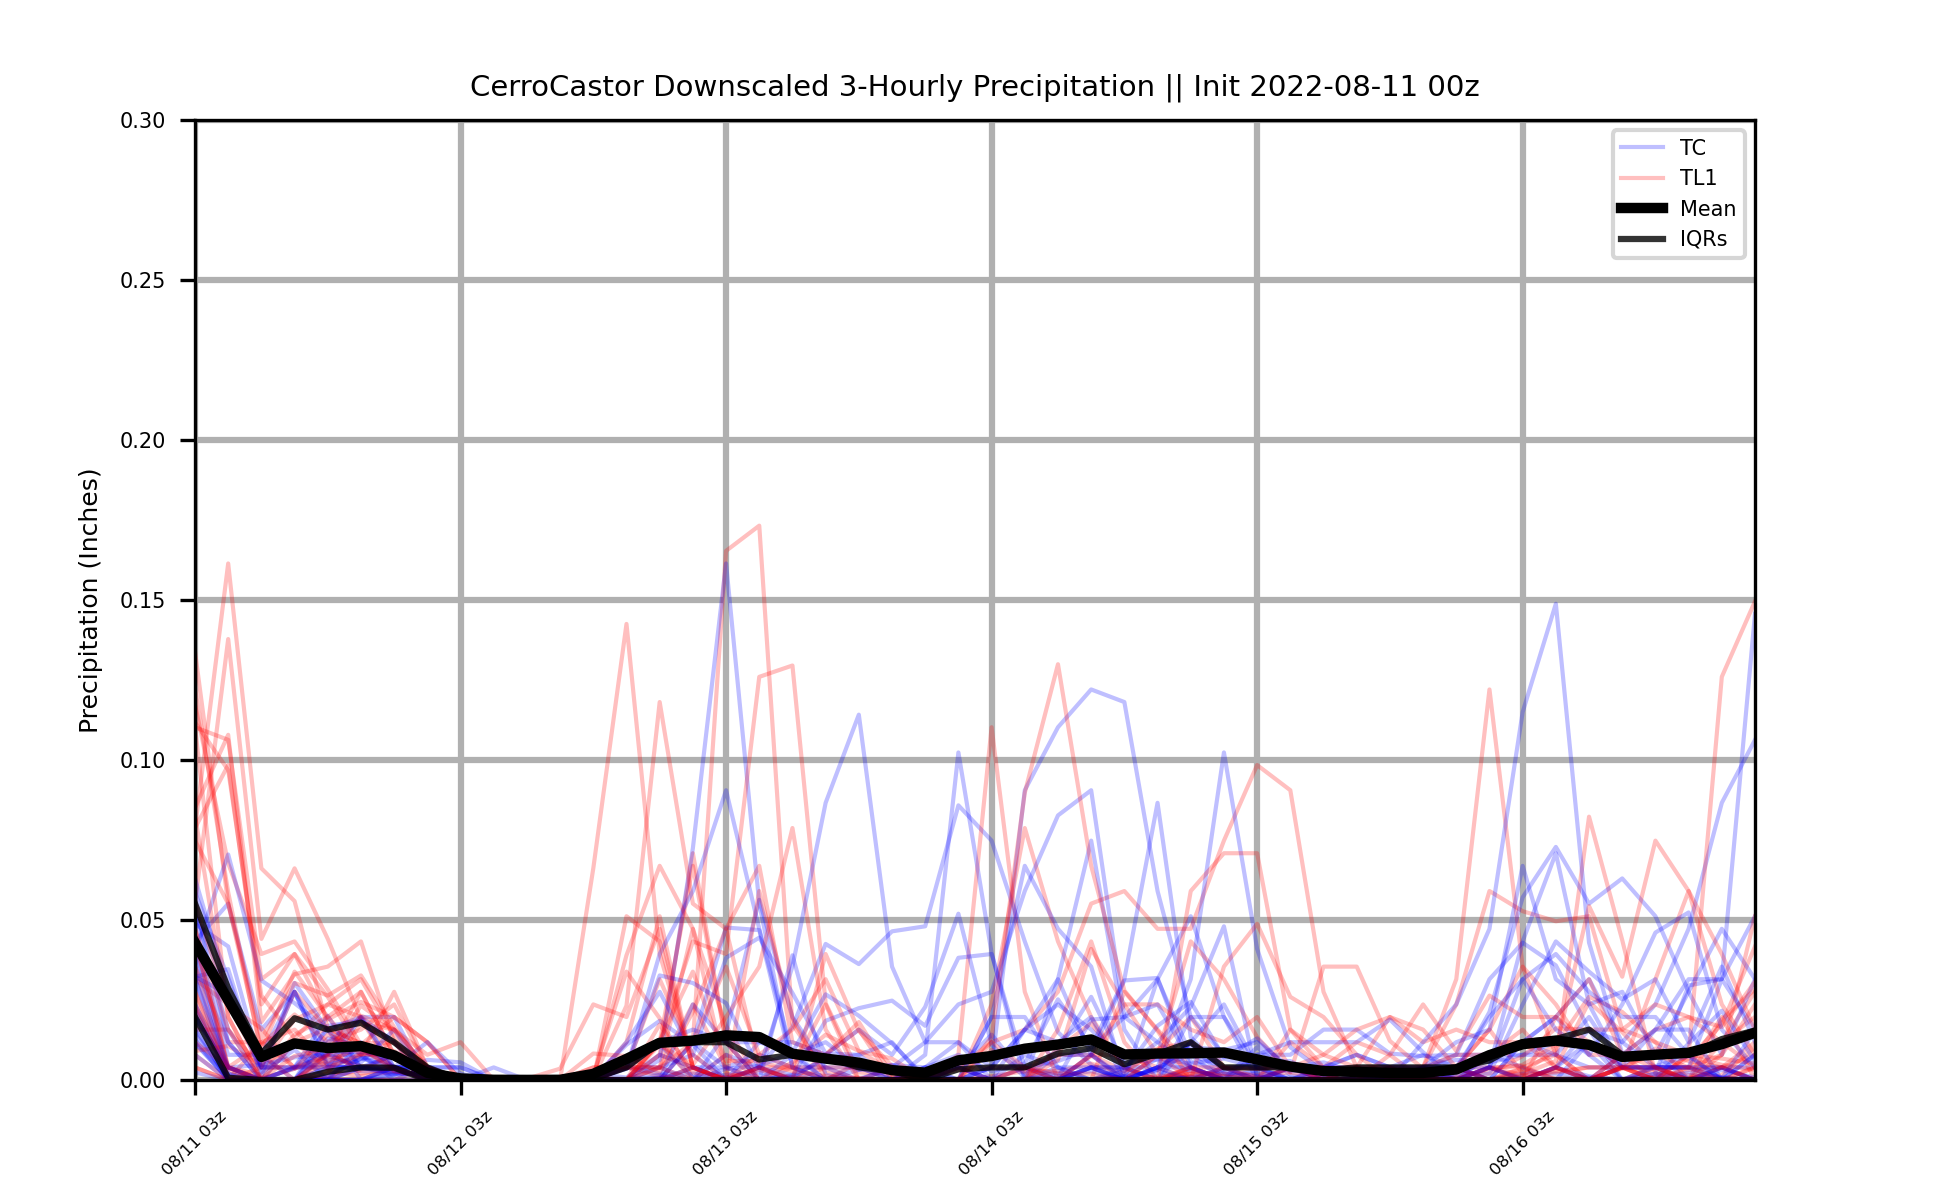 CerroCastor Downscaled 3-Hourly Precipitation || Init 2022-08-11 00z
TC
TL1
Mean
IQRs
Precipitation (Inches)
0.30
0.25
0.20
0.15
0.10
0.05
0.00
08/11 03z
08/12 03z
08/13 03z
08/14 03z
08/15 03z
08/16 03z